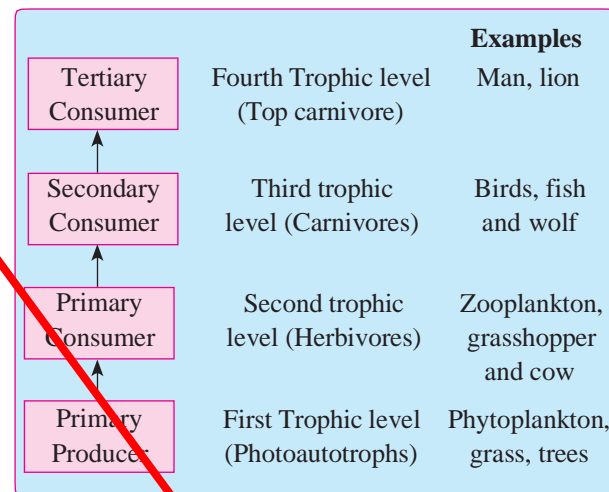 Examples
Tertiary Consumer
Fourth Trophic level (Top carnivore)
Man, lion
Secondary Consumer
Third trophic level (Carnivores)
Birds, fish and wolf
Primary Consumer
Second trophic level (Herbivores)
Zooplankton, grasshopper and cow
Primary Producer
First Trophic level (Photoautotrophs)
Phytoplankton, grass, trees